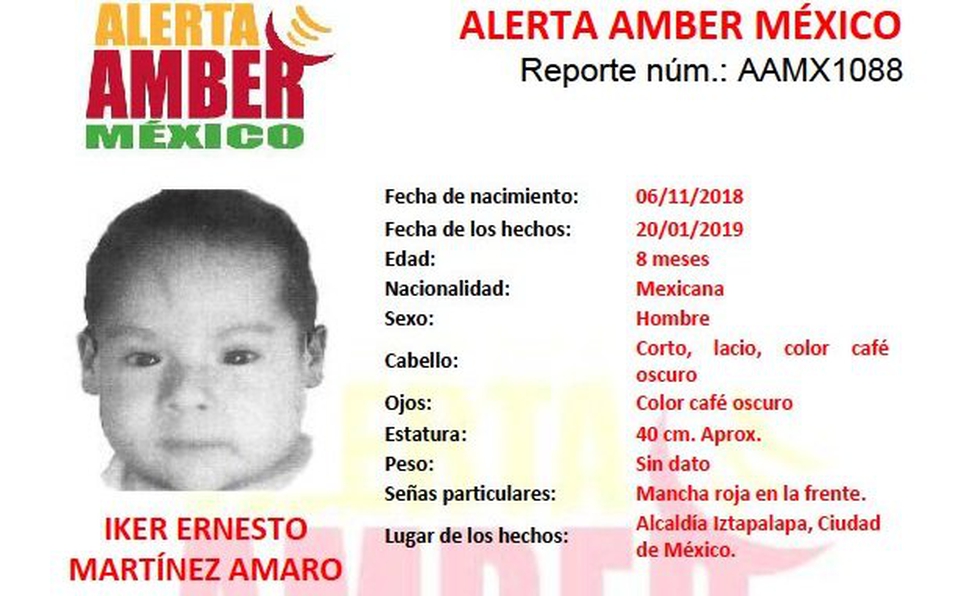 ALERTA
AMBER
MÉXICO
ALERTA AMBER MÉXICO
Reporte núm.: AAMX1088
Fecha de nacimiento: 06/11/2018
Fecha de los hechos: 20/01/2019
Edad: 8 meses
Nacionalidad: Mexicana
Sexo: Hombre
Cabello: Corto, lacio, color café
oscuro
Ojos: Color café oscuro
Estatura: 40 cm. Aprox.
Peso: Sin dato
Señas particulares: Mancha roja en la frente.
Lugar de los hechos: Alcaldía Iztapalapa, Ciudad
de México.
IKER ERNESTO
MARTÍNEZ AMARO
ALERTA
AMBER